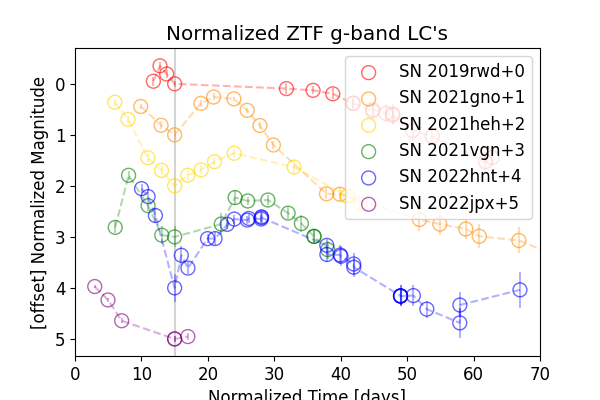 Normalized ZTF g-band LC's
[offset] Normalized Magnitude
0
1
2
3
4
5
SN 2019rwd+0
SN 2021gno+1
SN 2021heh+2
SN 2021vgn+3
SN 2022hnt+4
SN 2022jpx+5
0 10 20 30 40 50 60 70
Normalized Time [days]